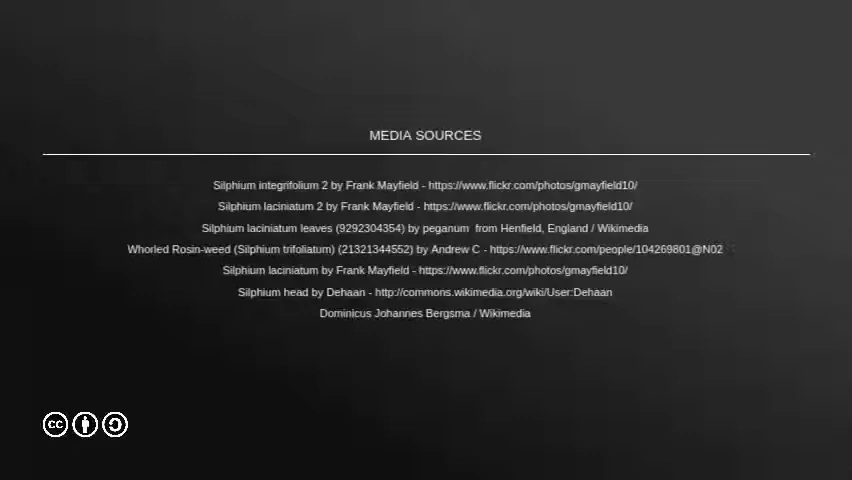 MEDIA SOURCES
Silphium integrifolium 2 by Frank Mayfield - https://www.flickr.com/photos/gmayfield10/
Silphium laciniatum 2 by Frank Mayfield - https://www.flickr.com/photos/gmayfield10/
Silphium laciniatum leaves (9292304354) by peganum from Henfield, England / Wikimedia
Whorled Rosin-weed (Silphium trifoliatum) (21321344552) by Andrew C - https://www.flickr.com/people/104269801@N02
Silphium laciniatum by Frank Mayfield - https://www.flickr.com/photos/gmayfield10/
Silphium head by Dehaan - http://commons.wikimedia.org/wiki/User:Dehaan
Dominicus Johannes Bergsma / Wikimedia
cc